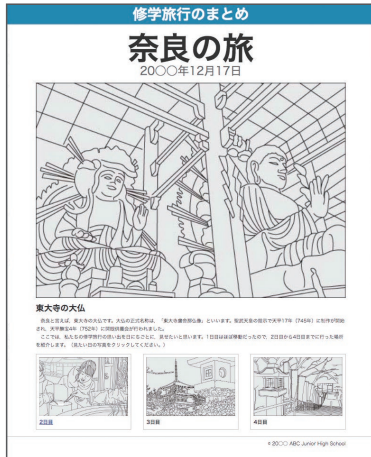 修学旅行のまとめ
奈良の旅
20○○年12月17日
東大寺の大仏
奈良と言えば、東大寺の大仏です。大仏の正式名称は、「東大寺盧舎那仏像」といいます。聖武天皇の指示で天平17年（745年）に制作が開始
され、天平勝宝4年（752年）に開眼供養会が行われました。
ここでは、私たちの修学旅行の思い出を日にちごとに、見せたいと思います。1日目はほぼ移動だったので、2日目から4日目までに行った場所
を紹介します。（見たい日の写真をクリックしてください。）
2日目
3日目
4日目
© 20○○ ABC Junior High School